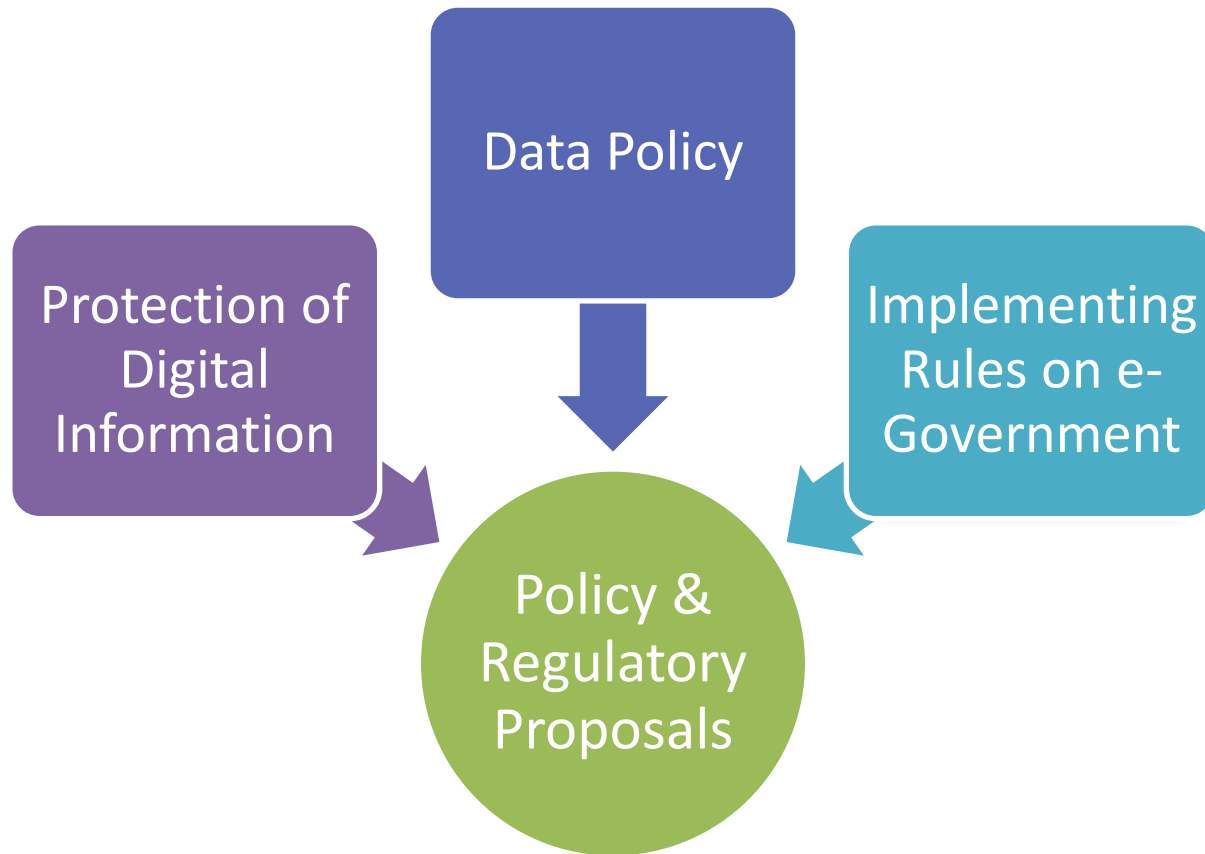 Data Policy
Protection of
Digital
Information
Implementing
Rules on e-
Government
Policy &
Regulatory
Proposals